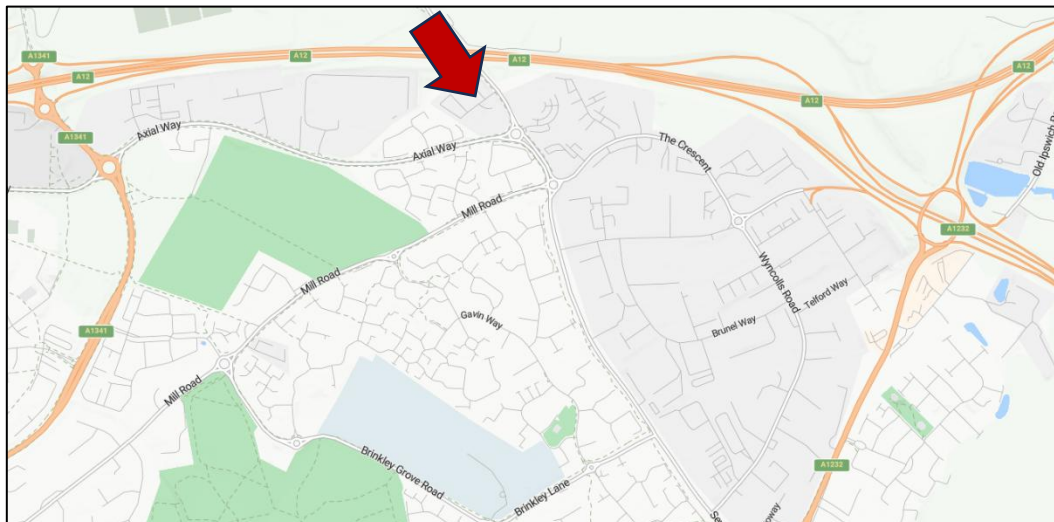 A1341
A12
A12
A12
A12
A12
A1341
Axial Way
Axial Way
The Crescent
Old Ipswich
Mill Road
A1232
Mill Road
Wyncolls Road
Telford Way
Gavin Way
Brunel Way
A1341
Mill Road
Brinkley Grove Road
Brinkley Lane
A1232